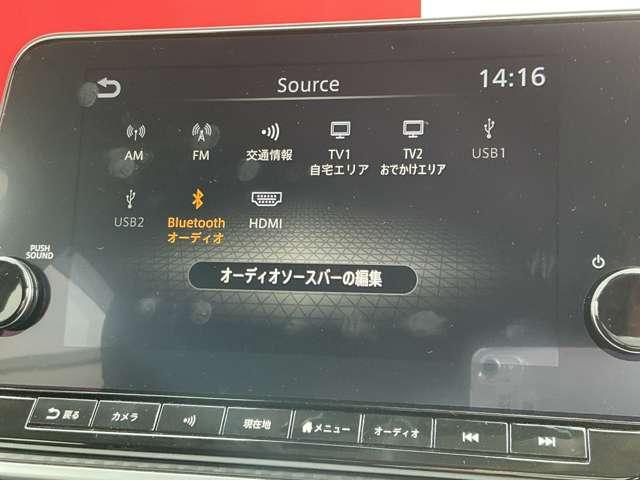 Source 14:16
AM FM 交通情報 TV1 TV2 USB1
自宅エリア おでかけエリア
USB2 Bluetooth HDMI
オーディオ
PUSH
SOUND
オーディオソースバーの編集
戻る カメラ 現在地 メニュー オーディオ